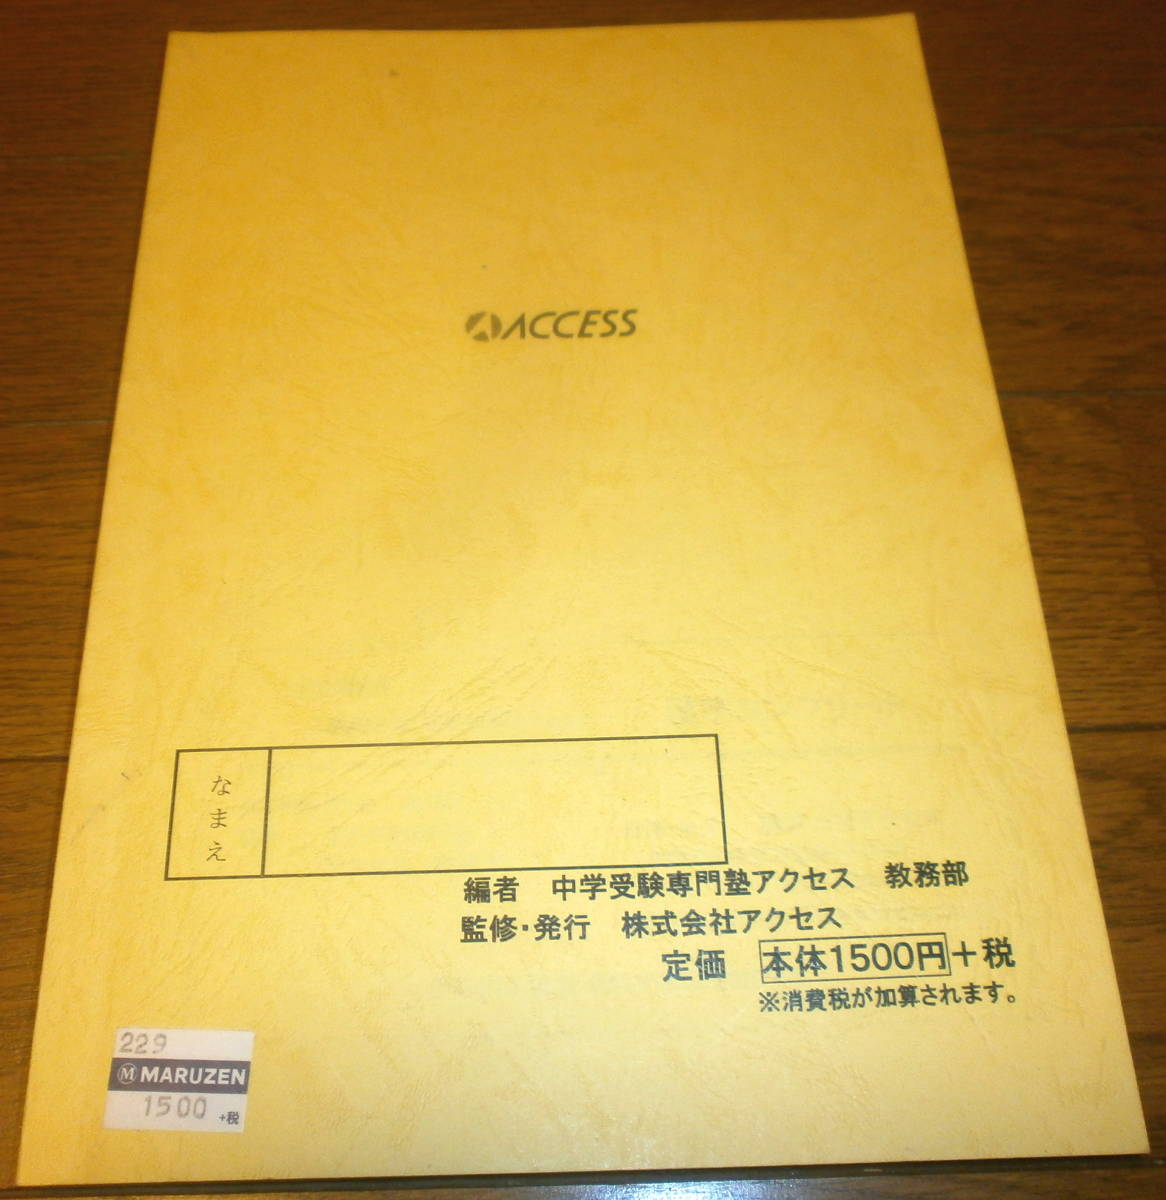 ACCESS
なまえ
編者 中学受験専門塾アクセス 教務部
監修・発行 株式会社アクセス
定価 本体1500円+税
※消費税が加算されます。
229
M MARUZEN
1500 +税